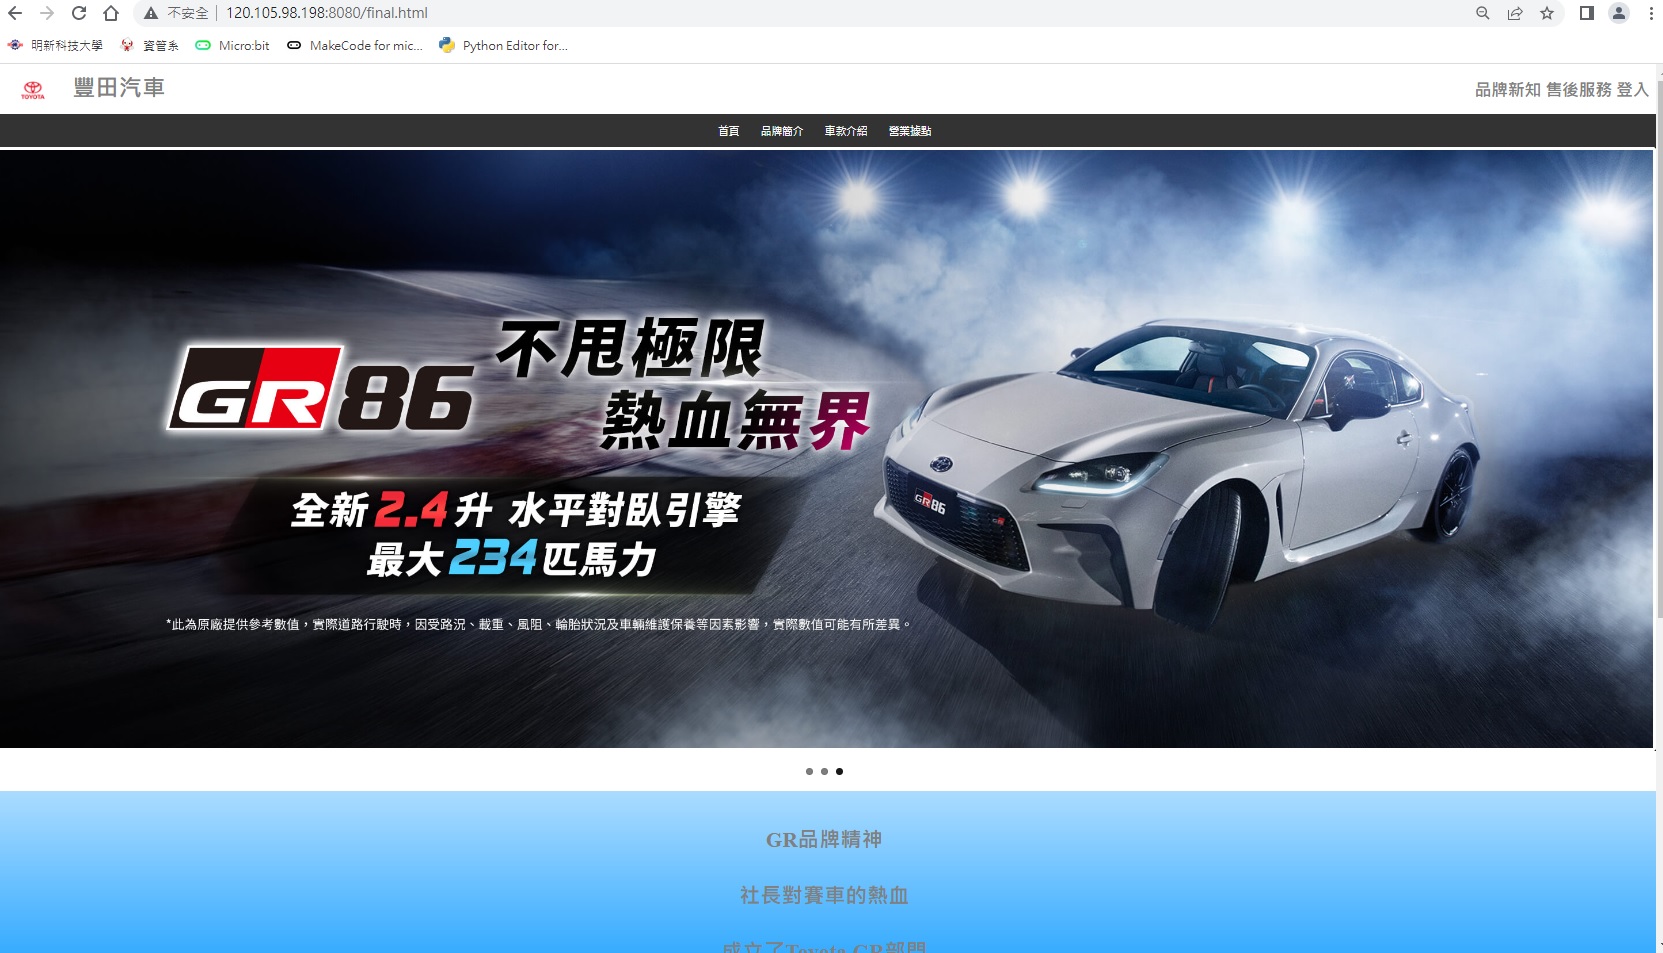 不安全 120.105.98.198:8080/final.html
明新科技大學 資管系 Micro:bit MakeCode for mic... Python Editor for...
TOYOTA 豐田汽車 品牌新知 售後服務 登入
首頁 品牌簡介 車款介紹 營業據點
GR86 不甩極限
熱血無界
全新2.4升 水平對臥引擎
最大234匹馬力
GR86
*此為原廠提供參考數值，實際道路行駛時，因受路況、載重、風阻、輪胎狀況及車輛維護保養等因素影響，實際數值可能有所差異。
GR品牌精神
社長對賽車的熱血
成立了Toyota GR部門